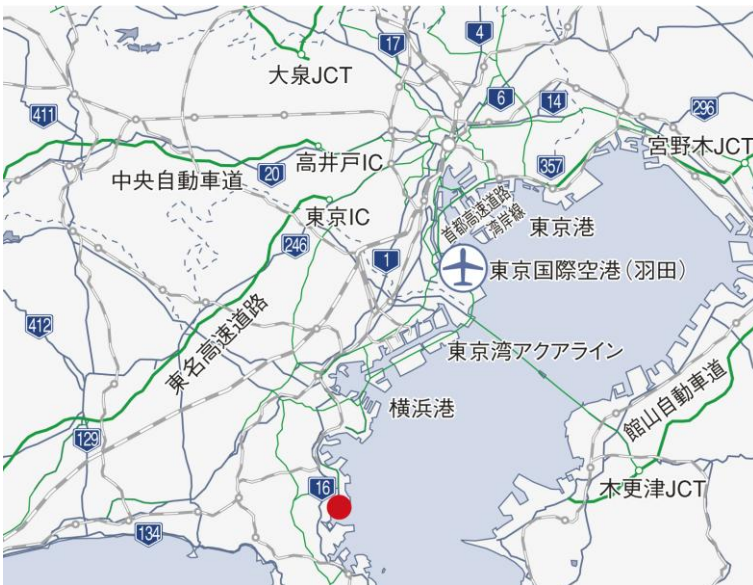 17
4
大泉JCT
6
14
296
411
高井戸IC
20
中央自動車道
357
宮野木JCT
東京IC
首都高速道路
湾岸線
東京港
246
1
東京国際空港(羽田)
412
東名高速道路
東京湾アクアライン
横浜港
館山自動車道
129
16
木更津JCT
134